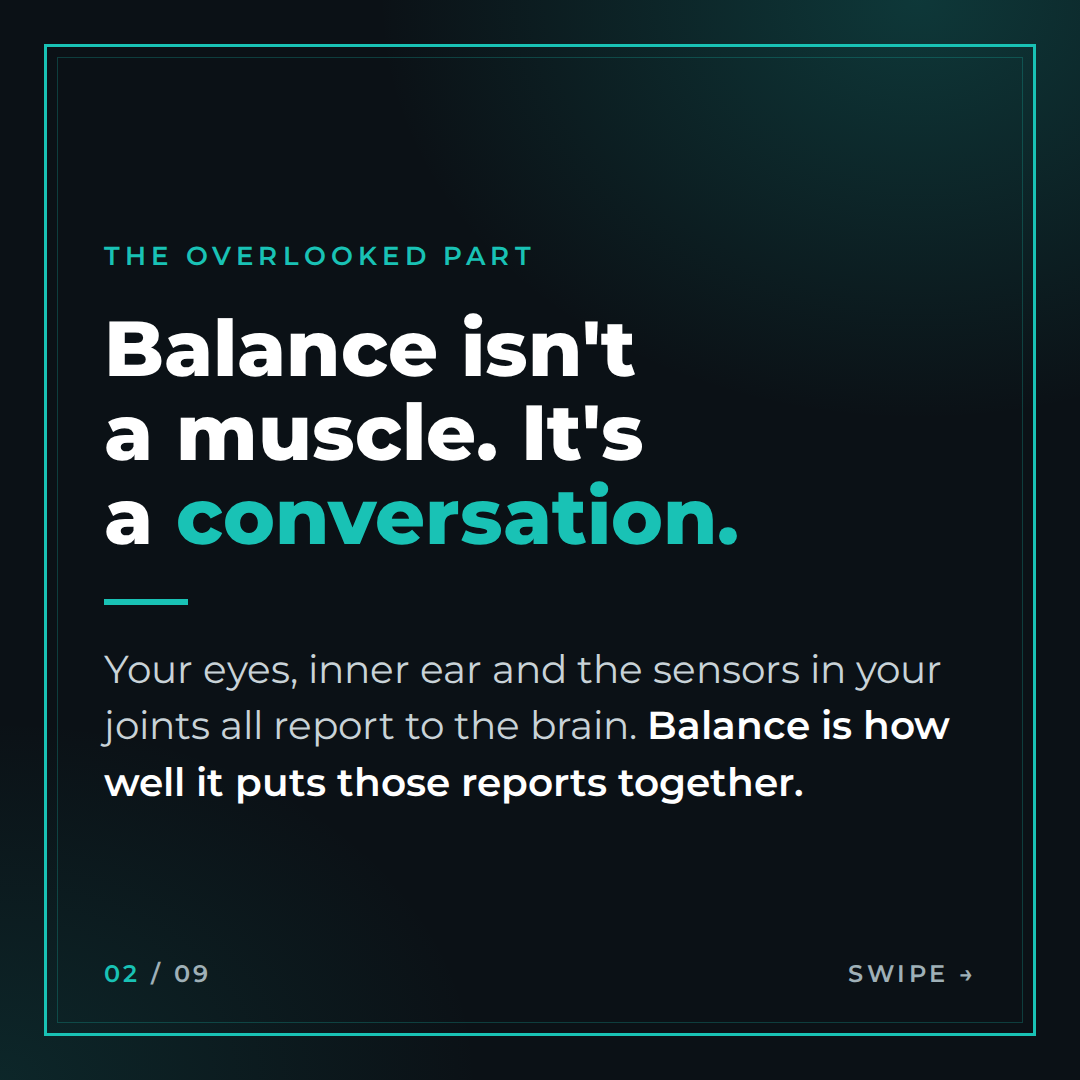 THE OVERLOOKED PART
Balance isn't
a muscle. It's
a conversation.
Your eyes, inner ear and the sensors in your
joints all report to the brain. Balance is how
well it puts those reports together.
02 / 09
SWIPE →